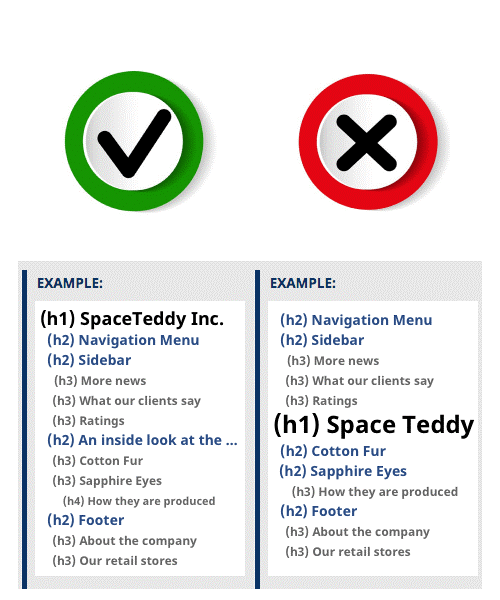 EXAMPLE:
(h1) SpaceTeddy Inc.
(h2) Navigation Menu
(h2) Sidebar
(h3) More news
(h3) What our clients say
(h3) Ratings
(h2) An inside look at the ...
(h3) Cotton Fur
(h3) Sapphire Eyes
(h4) How they are produced
(h2) Footer
(h3) About the company
(h3) Our retail stores
EXAMPLE:
(h2) Navigation Menu
(h2) Sidebar
(h3) More news
(h3) What our clients say
(h3) Ratings
(h1) Space Teddy
(h2) Cotton Fur
(h2) Sapphire Eyes
(h3) How they are produced
(h2) Footer
(h3) About the company
(h3) Our retail stores